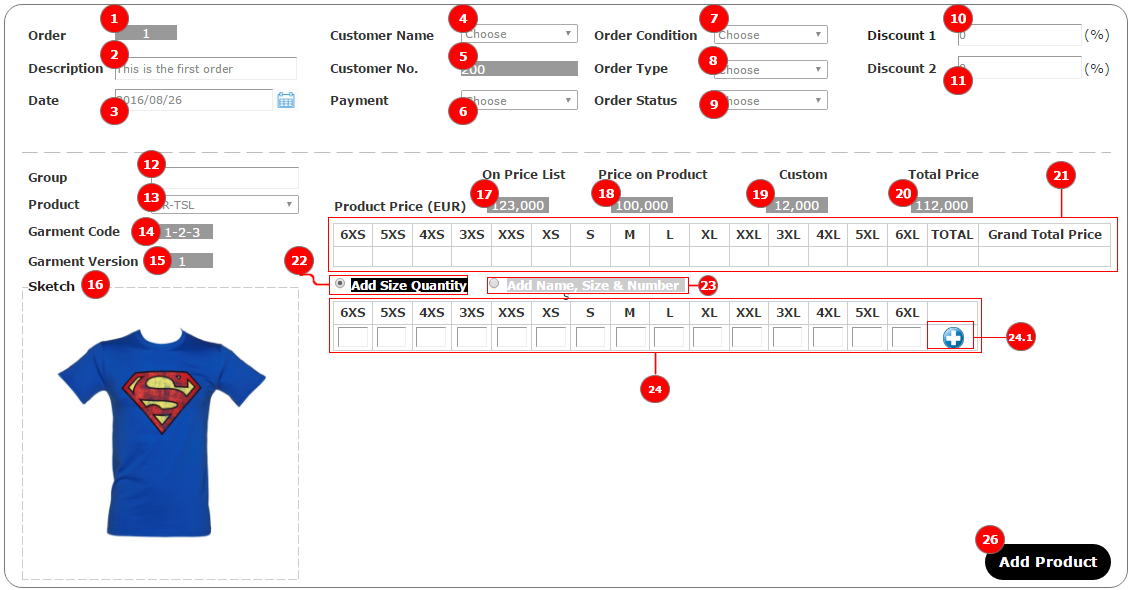 1 4 7 10
Order 1 Customer Name Choose Order Condition Choose Discount 1 0 (%)
2 5 8 11
Description This is the first order Customer No. 200 Order Type Choose Discount 2 (%)
Date 2016/08/26 Payment Choose Order Status Choose
3 6 9
12
Group On Price List Price on Product Custom Total Price 21
13 17 18 19 20
Product R-TSL Product Price (EUR) 123,000 100,000 12,000 112,000
Garment Code 14 1-2-3
6XS 5XS 4XS 3XS XXS XS S M L XL XXL 3XL 4XL 5XL 6XL TOTAL Grand Total Price
Garment Version 15 1
22
Sketch 16
Add Size Quantity Add Name, Size & Number 23
S
6XS 5XS 4XS 3XS XXS XS S M L XL XXL 3XL 4XL 5XL 6XL
24.1
24
26
Add Product